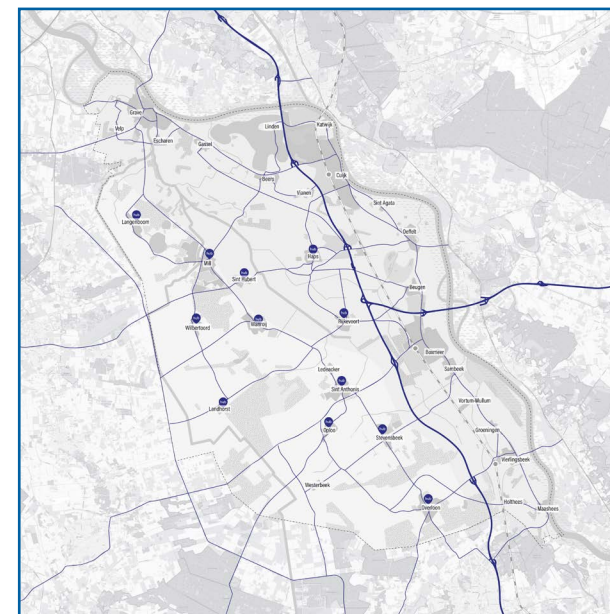 Grave
Velp
Escharen
Gassel
Linden
Katwijk
Beers
Cuijk
Vianen
Sint Agata
Langenboom
Mill
Haps
Oeffelt
Sint Hubert
Beugen
Wilbertoord
Wanroij
Rijkevoort
Boxmeer
Ledeacker
Sambeek
Sint Anthonis
Landhorst
Vortum-Mullum
Oploo
Stevensbeek
Groeningen
Vierlingsbeek
Westerbeek
Overloon
Holthees
Maashees